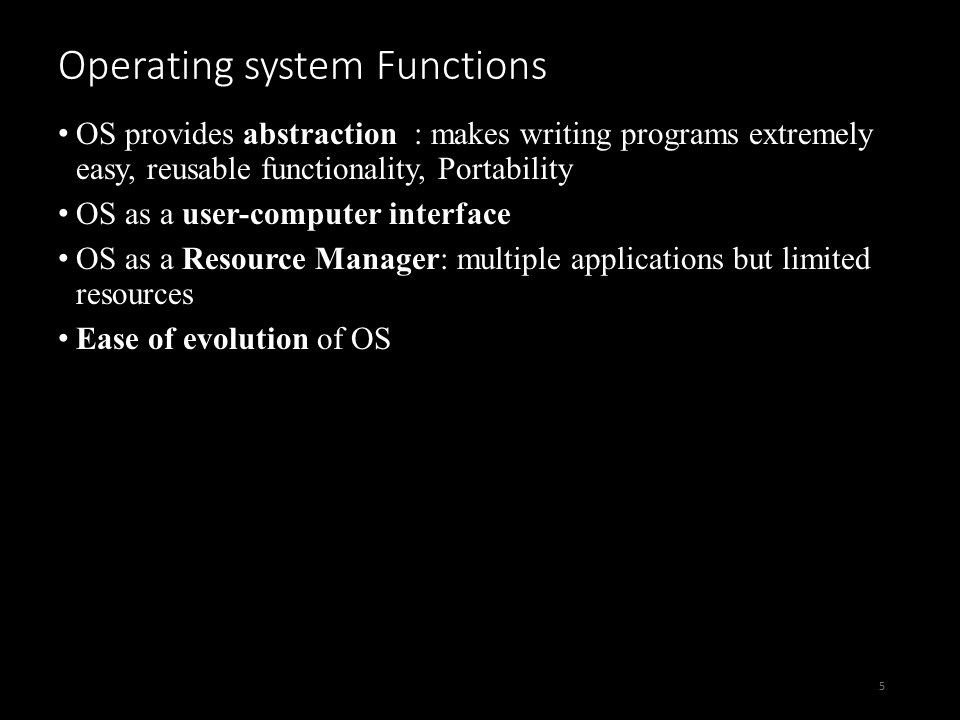 Operating system Functions
• OS provides abstraction : makes writing programs extremely
easy, reusable functionality, Portability
• OS as a user-computer interface
• OS as a Resource Manager: multiple applications but limited
resources
• Ease of evolution of OS
5